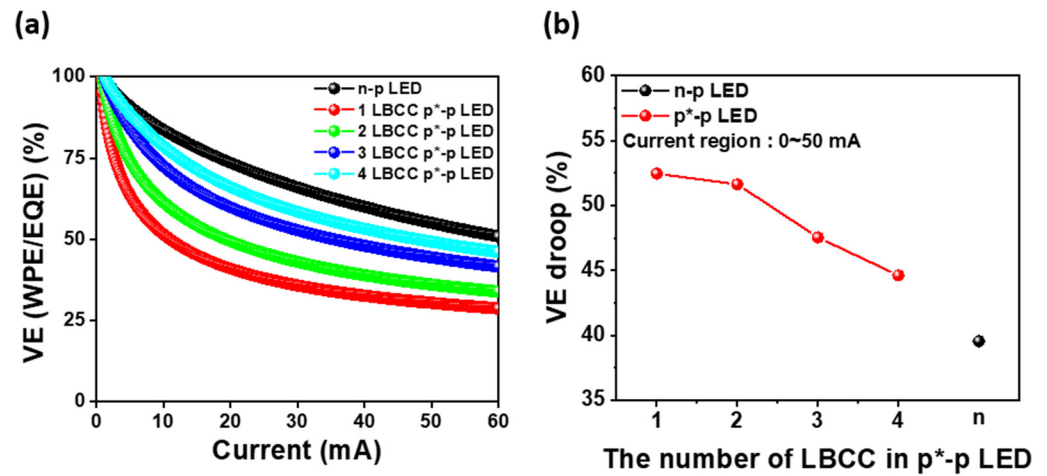 (a)
VE (WPE/EQE) (%)
100
75
50
25
0
n-p LED
1 LBCC p*-p LED
2 LBCC p*-p LED
3 LBCC p*-p LED
4 LBCC p*-p LED
0 10 20 30 40 50 60
Current (mA)
(b)
VE droop (%)
60
55
50
45
40
35
n-p LED
p*-p LED
Current region : 0~50 mA
1 2 3 4 n
The number of LBCC in p*-p LED